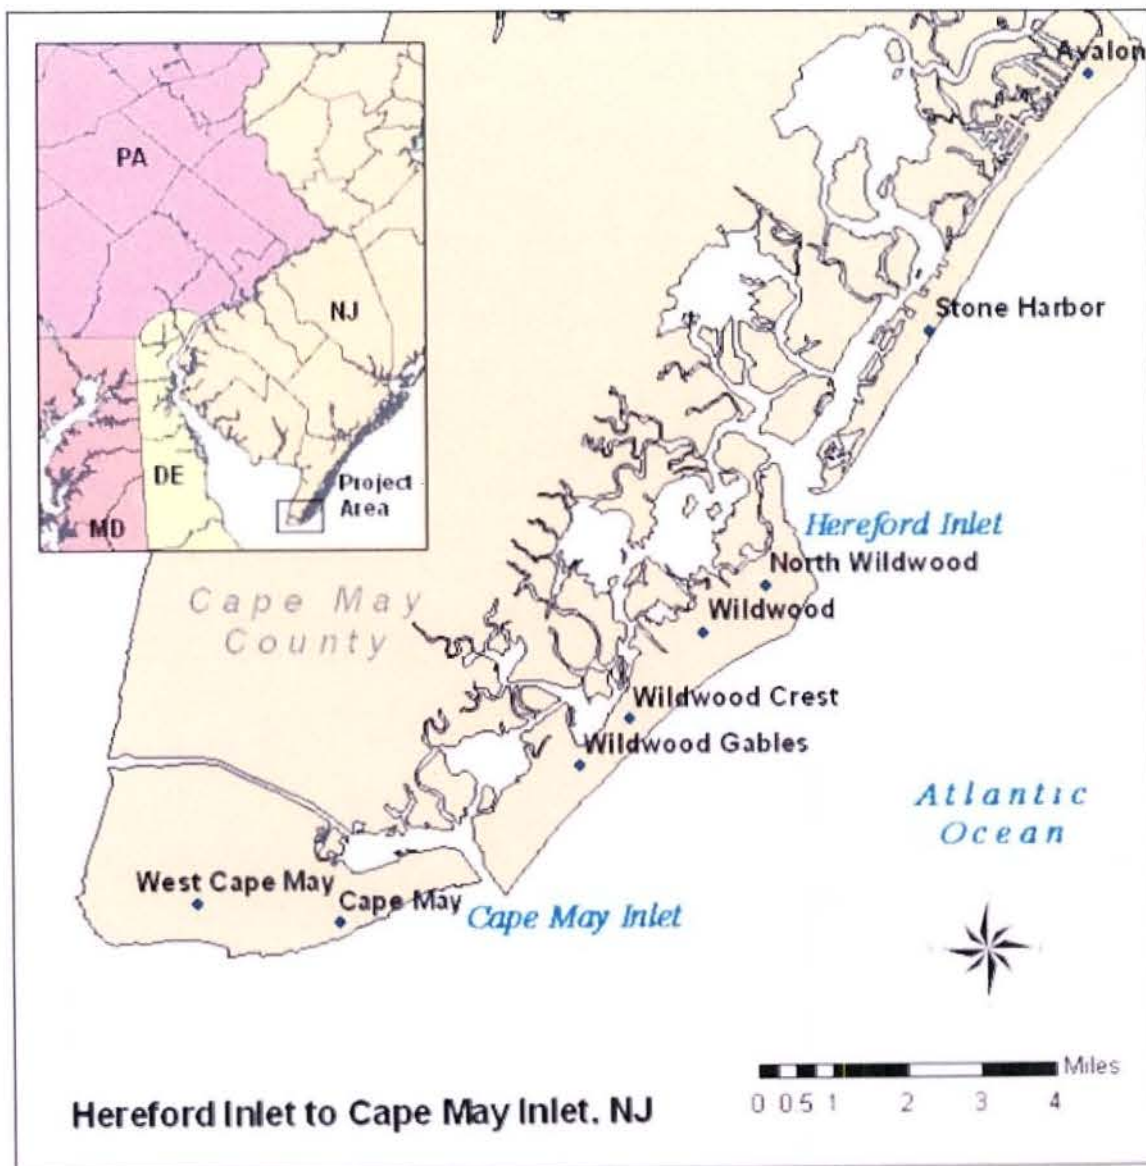 Avalon
PA
NJ
Stone Harbor
DE
Project
Area
MD
Hereford Inlet
North Wildwood
Cape May
County
Wildwood
Wildwood Crest
Wildwood Gables
Atlantic
Ocean
West Cape May
Cape May
Cape May Inlet
Miles
0 0.5 1 2 3 4
Hereford Inlet to Cape May Inlet. NJ